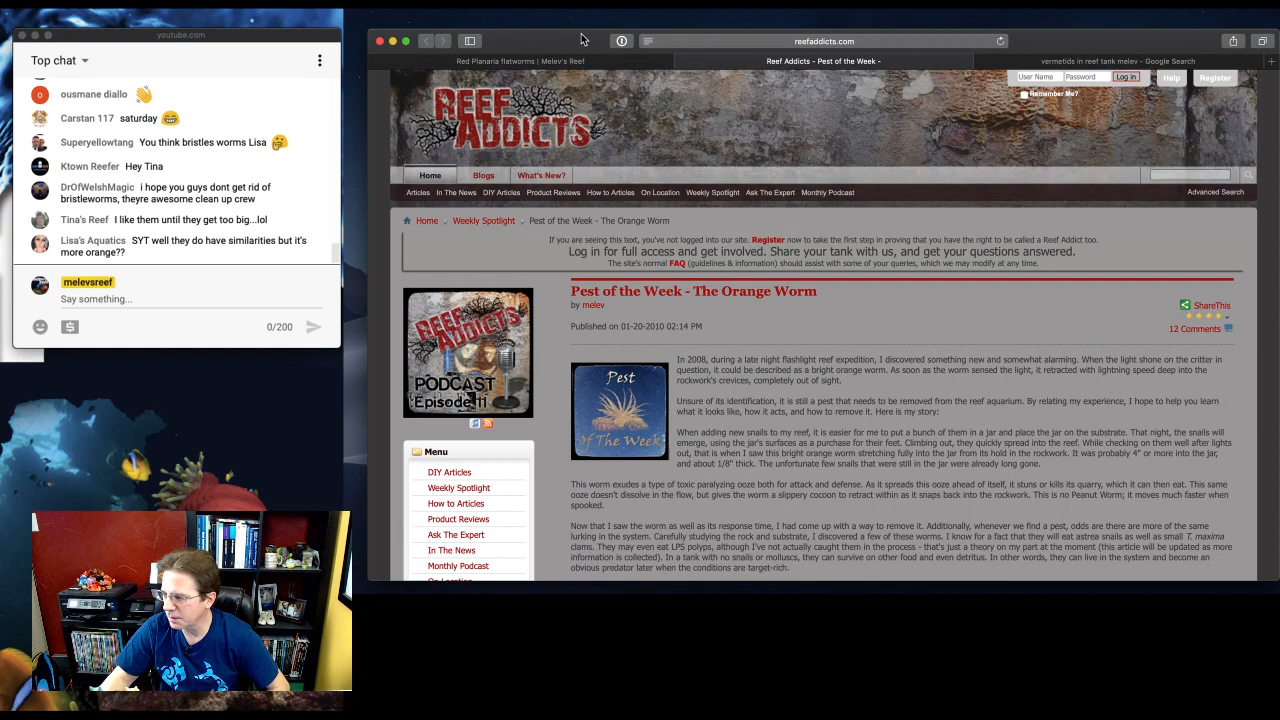 youtube.com
Top chat
ousmane diallo
Carstan 117 saturday
Superyellowtang You think bristles worms Lisa
Ktown Reefer Hey Tina
DrOfWelshMagic i hope you guys dont get rid of
bristleworms, theyre awesome clean up crew
Tina's Reef I like them until they get too big...lol
Lisa's Aquatics SYT well they do have similarities but it's
more orange??
melevsreef
Say something...
0/200
reefaddicts.com
Red Planaria flatworms | Melev's Reef
Reef Addicts - Pest of the Week -
vermetids in reef tank melev - Google Search
User Name Password Log in Help Register
Remember Me?
REEF
ADDICTS
Home Blogs What's New?
Articles In The News DIY Articles Product Reviews How to Articles On Location Weekly Spotlight Ask The Expert Monthly Podcast Advanced Search
Home Weekly Spotlight Pest of the Week - The Orange Worm
If you are seeing this text, you've not logged into our site. Register now to take the first step in proving that you have the right to be called a Reef Addict too.
Log in for full access and get involved. Share your tank with us, and get your questions answered.
The site's normal FAQ (guidelines & information) should assist with some of your queries, which we may modify at any time.
REEF
ADDICTS
PODCAST
Episode 11
Menu
DIY Articles
Weekly Spotlight
How to Articles
Product Reviews
Ask The Expert
In The News
Monthly Podcast
On Location
Pest of the Week - The Orange Worm
by melev
Published on 01-20-2010 02:14 PM
ShareThis
12 Comments
Pest
Of The Week
In 2008, during a late night flashlight reef expedition, I discovered something new and somewhat alarming. When the light shone on the critter in
question, it could be described as a bright orange worm. As soon as the worm sensed the light, it retracted with lightning speed deep into the
rockwork's crevices, completely out of sight.
Unsure of its identification, it is still a pest that needs to be removed from the reef aquarium. By relating my experience, I hope to help you learn
what it looks like, how it acts, and how to remove it. Here is my story:
When adding new snails to my reef, it is easier for me to put a bunch of them in a jar and place the jar on the substrate. That night, the snails will
emerge, using the jar's surfaces as a purchase for their feet. Climbing out, they quickly spread into the reef. While checking on them well after lights
out, that is when I saw this bright orange worm stretching fully into the jar from its hold in the rockwork. It was probably 4" or more into the jar,
and about 1/8" thick. The unfortunate few snails that were still in the jar were already long gone.
This worm exudes a type of toxic paralyzing ooze both for attack and defense. As it spreads this ooze ahead of itself, it stuns or kills its quarry, which it can then eat. This same
ooze doesn't dissolve in the flow, but gives the worm a slippery cocoon to retract within as it snaps back into the rockwork. This is no Peanut Worm; it moves much faster when
spooked.
Now that I saw the worm as well as its response time, I had come up with a way to remove it. Additionally, whenever we find a pest, odds are there are more of the same
lurking in the system. Carefully studying the rock and substrate, I discovered a few of these worms. I know for a fact that they will eat astrea snails as well as small T. maxima
clams. They may even eat LPS polyps, although I've not actually caught them in the process - that's just a theory on my part at the moment (this article will be updated as more
information is collected). In a tank with no snails or molluscs, they can survive on other food and even detritus. In other words, they can live in the system and become an
obvious predator later when the conditions are target-rich.